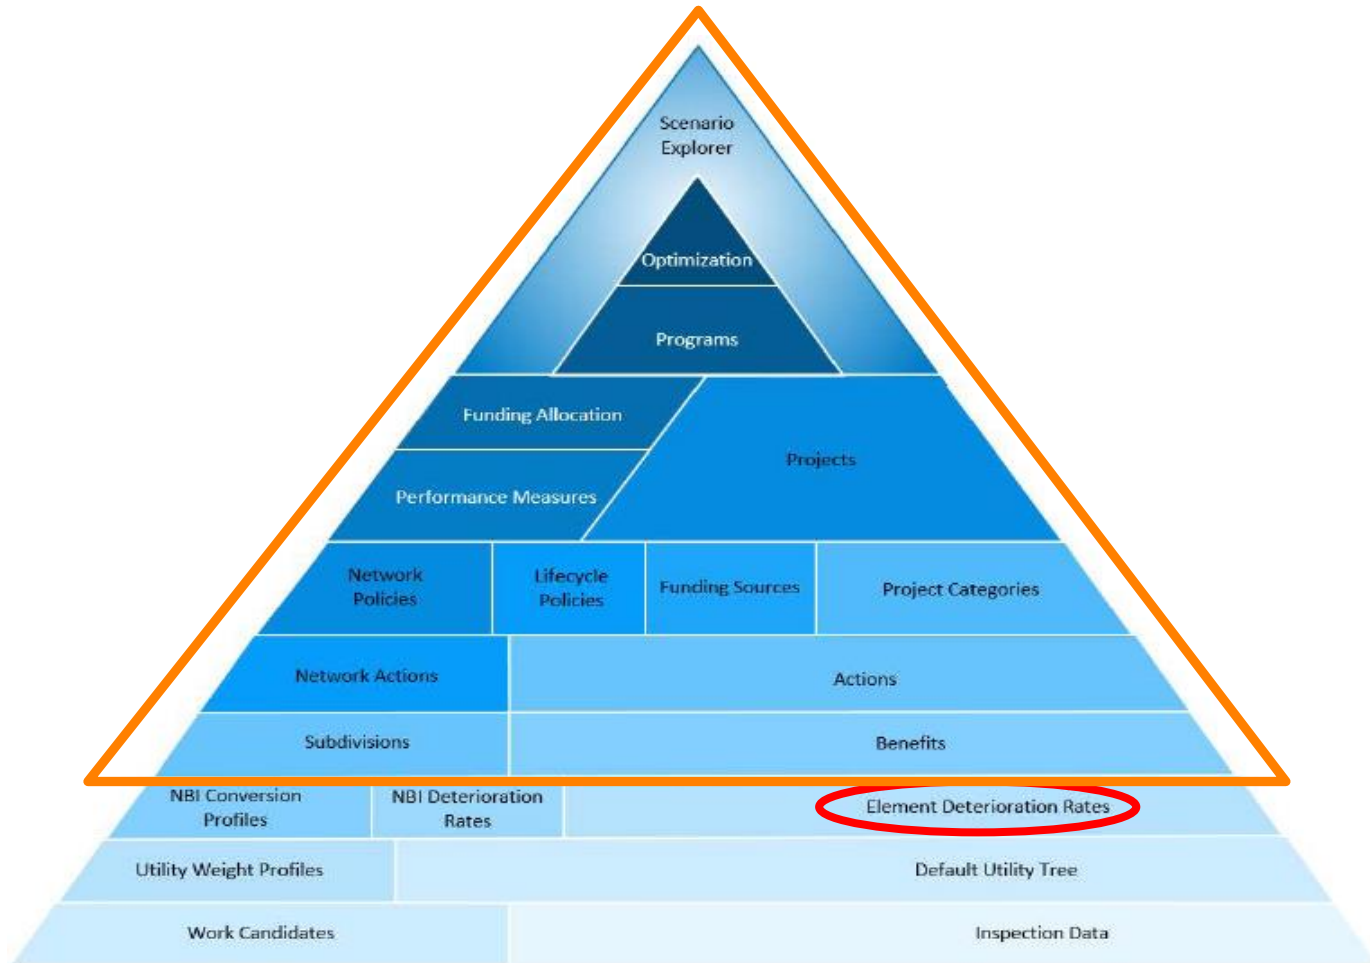 Scenario
Explorer
Optimization
Programs
Funding Allocation
Projects
Performance Measures
Network
Policies
Lifecycle
Policies
Funding Sources
Project Categories
Network Actions
Actions
Subdivisions
Benefits
NBI Conversion
Profiles
NBI Deterioration
Rates
Element Deterioration Rates
Utility Weight Profiles
Default Utility Tree
Work Candidates
Inspection Data